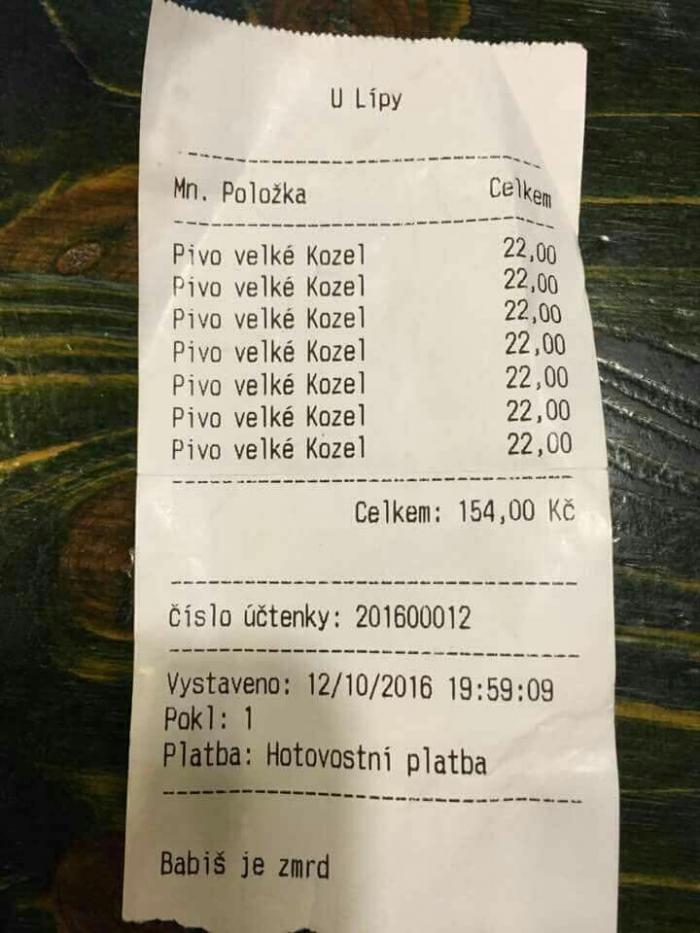 U Lípy
Mn. Položka Celkem
Pivo velké Kozel 22,00
Pivo velké Kozel 22,00
Pivo velké Kozel 22,00
Pivo velké Kozel 22,00
Pivo velké Kozel 22,00
Pivo velké Kozel 22,00
Pivo velké Kozel 22,00
Celkem: 154,00 Kč
číslo účtenky: 201600012
Vystaveno: 12/10/2016 19:59:09
Pokl: 1
Platba: Hotovostní platba
Babiš je zmrd